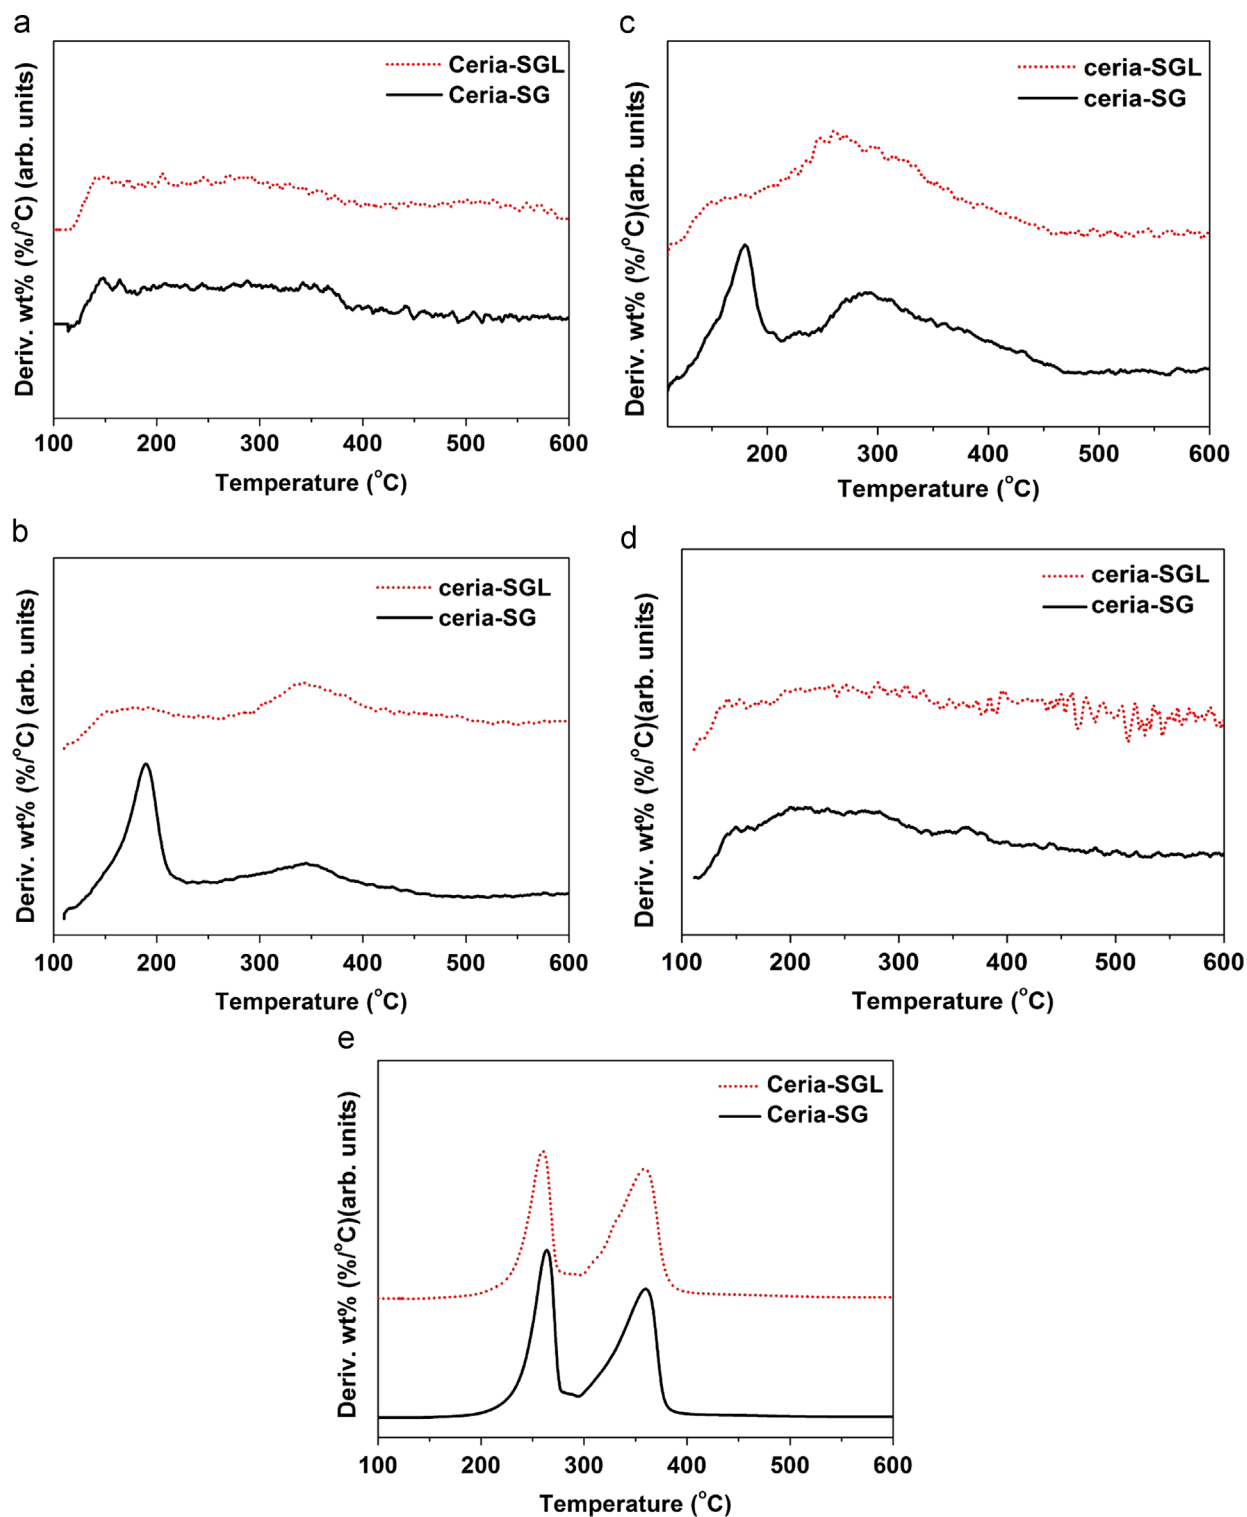 a
Ceria-SGL
Ceria-SG
Deriv. wt% (%/°C) (arb. units)
100 200 300 400 500 600
Temperature (°C)
c
ceria-SGL
ceria-SG
Deriv. wt% (%/°C)(arb. units)
200 300 400 500 600
Temperature (°C)
b
ceria-SGL
ceria-SG
Deriv. wt% (%/°C) (arb. units)
100 200 300 400 500 600
Temperature (°C)
d
ceria-SGL
ceria-SG
Deriv. wt% (%/°C)(arb. units)
100 200 300 400 500 600
Temperature (°C)
e
Ceria-SGL
Ceria-SG
Deriv. wt% (%/°C)(arb. units)
100 200 300 400 500 600
Temperature (°C)